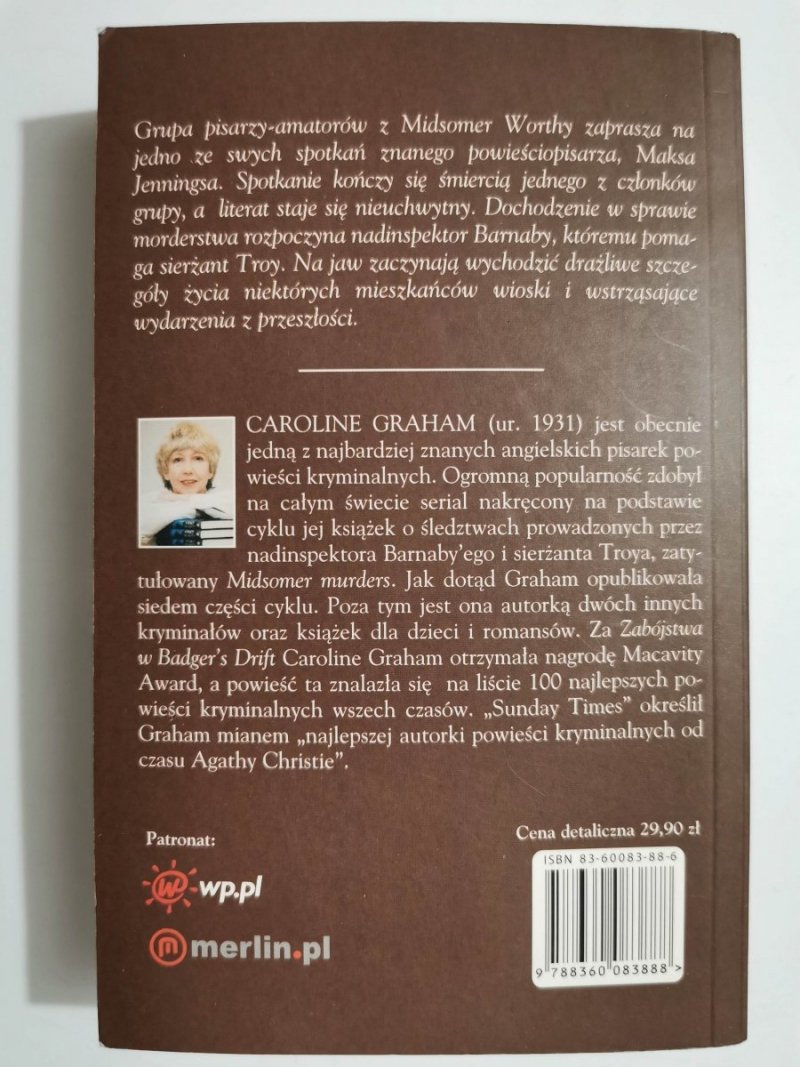 Grupa pisarzy-amatorów z Midsomer Worthy zaprasza na
jedno ze swych spotkań znanego powieściopisarza, Maksa
Jenningsa. Spotkanie kończy się śmiercią jednego z członków
grupy, a literat staje się nieuchwytny. Dochodzenie w sprawie
morderstwa rozpoczyna nadinspektor Barnaby, któremu poma-
ga sierżant Troy. Na jaw zaczynają wychodzić drażliwe szcze-
góły życia niektórych mieszkańców wioski i wstrząsające
wydarzenia z przeszłości.
CAROLINE GRAHAM (ur. 1931) jest obecnie
jedną z najbardziej znanych angielskich pisarek po-
wieści kryminalnych. Ogromną popularność zdobył
na całym świecie serial nakręcony na podstawie
cyklu jej książek o śledztwach prowadzonych przez
nadinspektora Barnaby'ego i sierżanta Troya, zaty-
tułowany Midsomer murders. Jak dotąd Graham opublikowała
siedem części cyklu. Poza tym jest ona autorką dwóch innych
kryminałów oraz książek dla dzieci i romansów. Za Zabójstwa
w Badger's Drift Caroline Graham otrzymała nagrodę Macavity
Award, a powieść ta znalazła się na liście 100 najlepszych po-
wieści kryminalnych wszech czasów. „Sunday Times" określił
Graham mianem „najlepszej autorki powieści kryminalnych od
czasu Agathy Christie".
Patronat:
w wp.pl
m merlin.pl
Cena detaliczna 29,90 zł
ISBN 83-60083-88-6
9 788360 083888 >